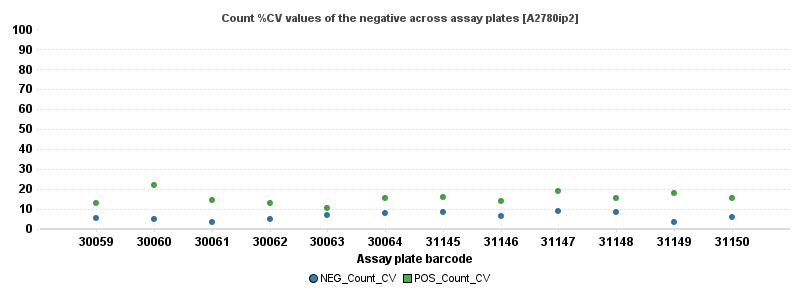 Count %CV values of the negative across assay plates [A2780ip2]
100
90
80
70
60
50
40
30
20
10
0
30059 30060 30061 30062 30063 30064 31145 31146 31147 31148 31149 31150
Assay plate barcode
NEG_Count_CV POS_Count_CV